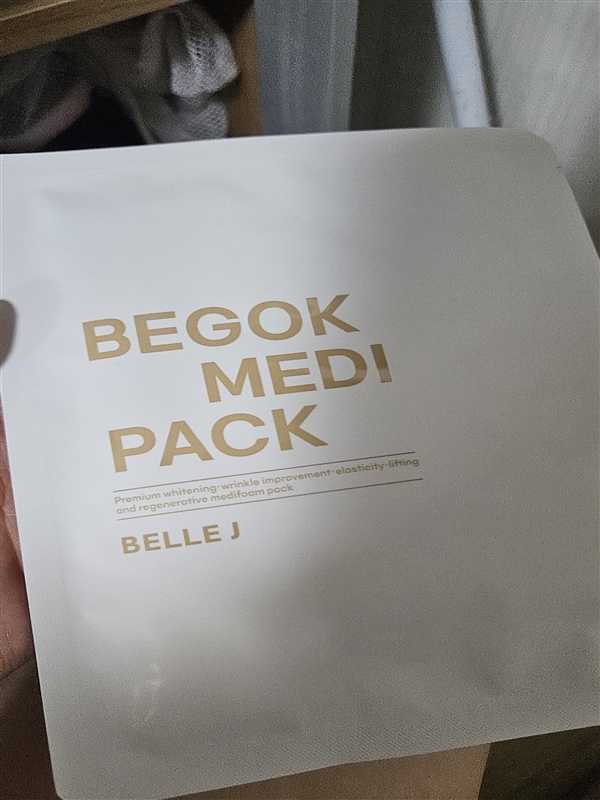 BEGOK
MEDI
PACK
Premium whitening·wrinkle improvement·elasticity·lifting
and regenerative medifoam pack
BELLE J